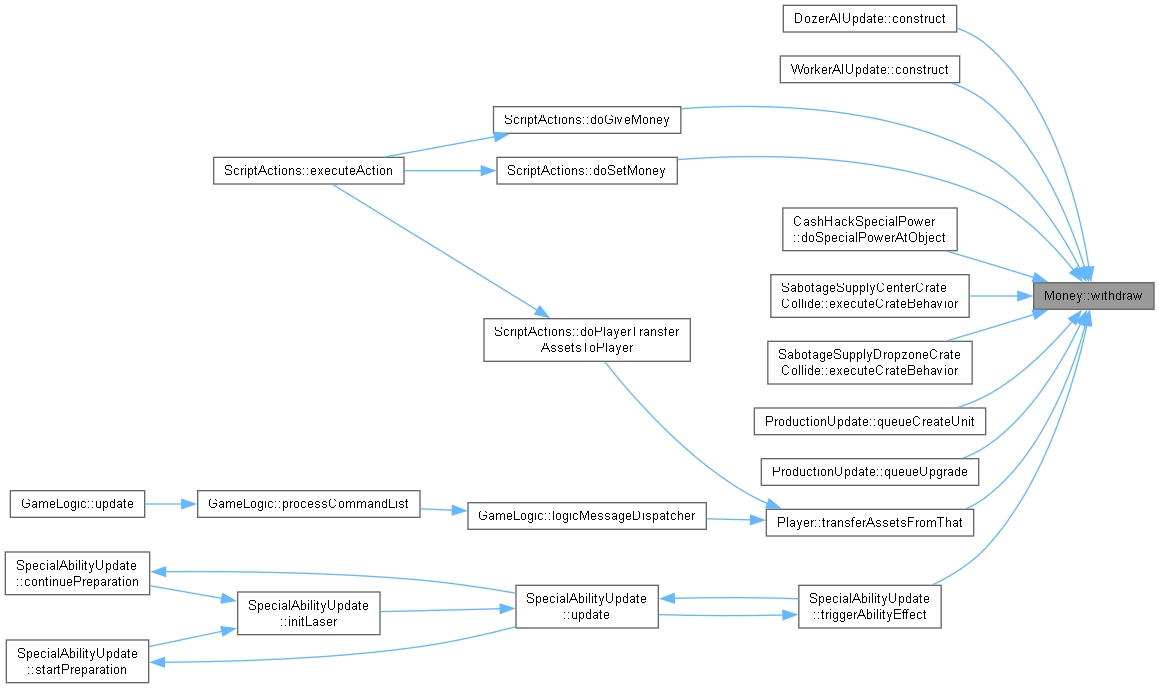 DozerAIUpdate::construct
WorkerAIUpdate::construct
ScriptActions::doGiveMoney
ScriptActions::executeAction
ScriptActions::doSetMoney
CashHackSpecialPower
::doSpecialPowerAtObject
SabotageSupplyCenterCrate
Collide::executeCrateBehavior
Money::withdraw
ScriptActions::doPlayerTransfer
AssetsToPlayer
SabotageSupplyDropzoneCrate
Collide::executeCrateBehavior
ProductionUpdate::queueCreateUnit
ProductionUpdate::queueUpgrade
GameLogic::update
GameLogic::processCommandList
GameLogic::logicMessageDispatcher
Player::transferAssetsFromThat
SpecialAbilityUpdate
::continuePreparation
SpecialAbilityUpdate
::initLaser
SpecialAbilityUpdate
::update
SpecialAbilityUpdate
::triggerAbilityEffect
SpecialAbilityUpdate
::startPreparation